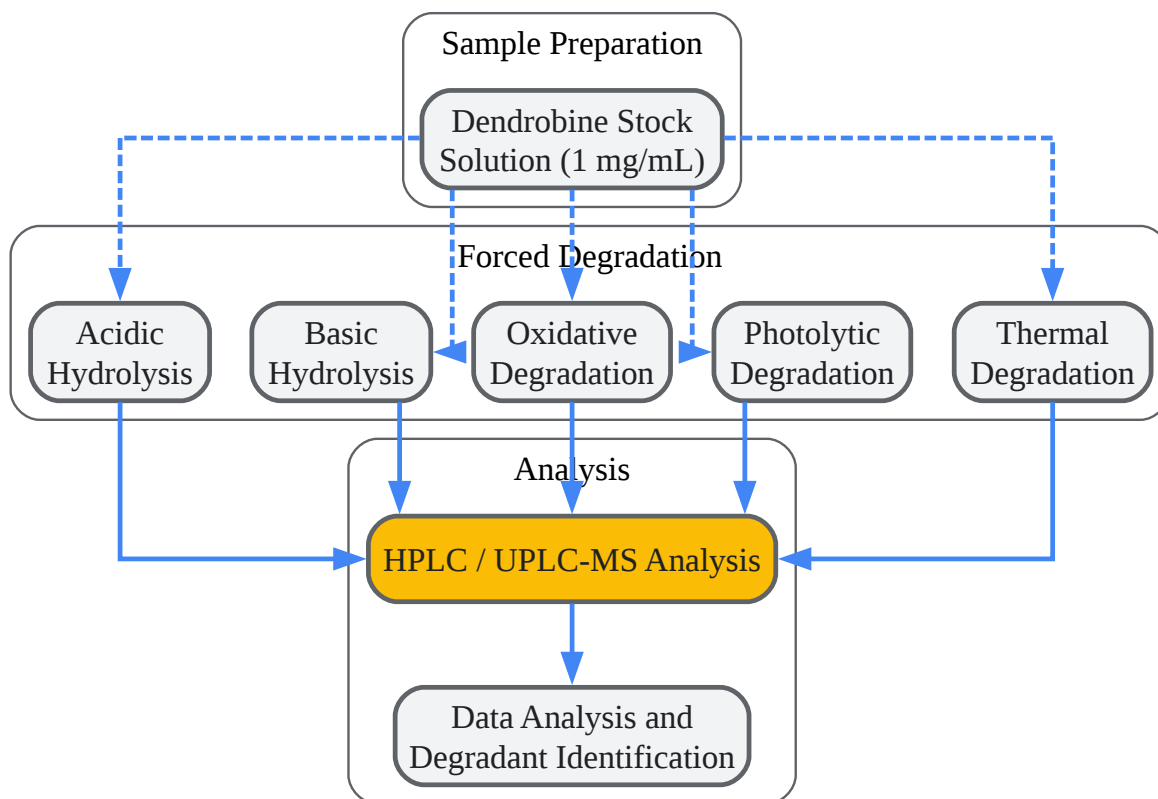 Sample Preparation
Dendrobine Stock
Solution (1 mg/mL)
Forced Degradation
Acidic
Hydrolysis
Basic
Hydrolysis
Oxidative
Degradation
Photolytic
Degradation
Thermal
Degradation
Analysis
HPLC / UPLC-MS Analysis
Data Analysis and
Degradant Identification